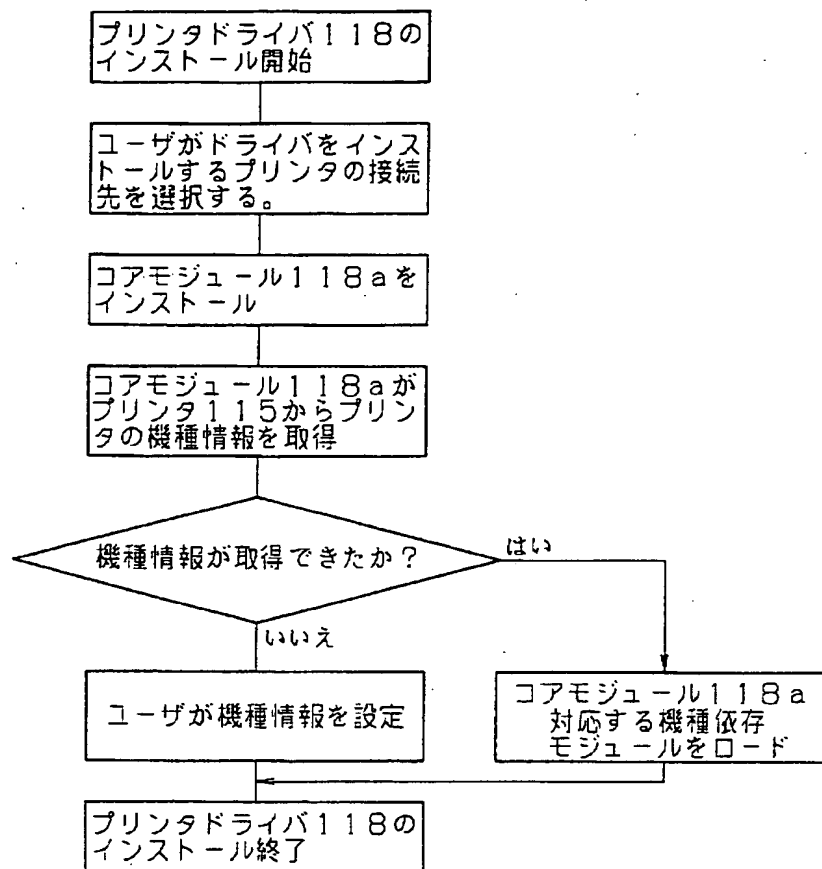 プリンタドライバ118の
インストール開始
ユーザがドライバをインス
トールするプリンタの接続
先を選択する。
コアモジュール118aを
インストール
コアモジュール118aが
プリンタ115からプリン
タの機種情報を取得
機種情報が取得できたか?
はい
いいえ
ユーザが機種情報を設定
コアモジュール118a
対応する機種依存
モジュールをロード
プリンタドライバ118の
インストール終了